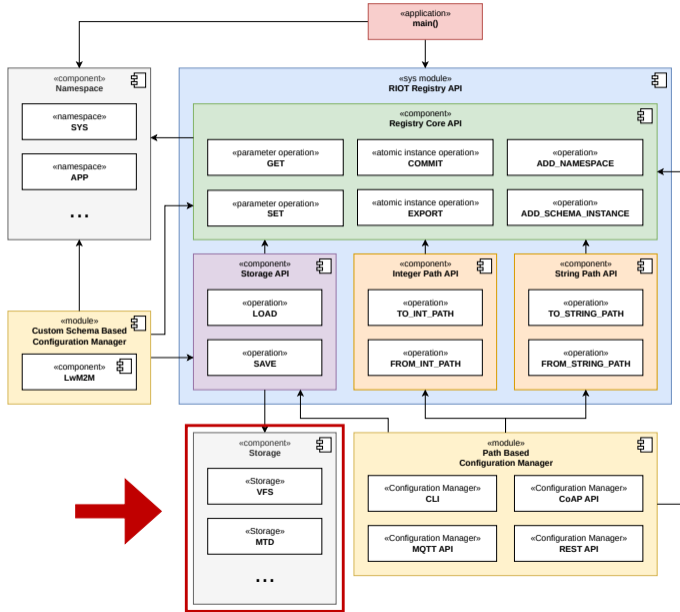 «application»
main()
«component»
Namespace
«namespace»
SYS
«namespace»
APP
...
«sys module»
RIOT Registry API
«component»
Registry Core API
«parameter operation»
GET
«atomic instance operation»
COMMIT
«operation»
ADD_NAMESPACE
«parameter operation»
SET
«atomic instance operation»
EXPORT
«operation»
ADD_SCHEMA_INSTANCE
«component»
Storage API
«operation»
LOAD
«operation»
SAVE
«component»
Integer Path API
«operation»
TO_INT_PATH
«operation»
FROM_INT_PATH
«component»
String Path API
«operation»
TO_STRING_PATH
«operation»
FROM_STRING_PATH
«module»
Custom Schema Based
Configuration Manager
«component»
LwM2M
«component»
Storage
«Storage»
VFS
«Storage»
MTD
...
«module»
Path Based
Configuration Manager
«Configuration Manager»
CLI
«Configuration Manager»
CoAP API
«Configuration Manager»
MQTT API
«Configuration Manager»
REST API